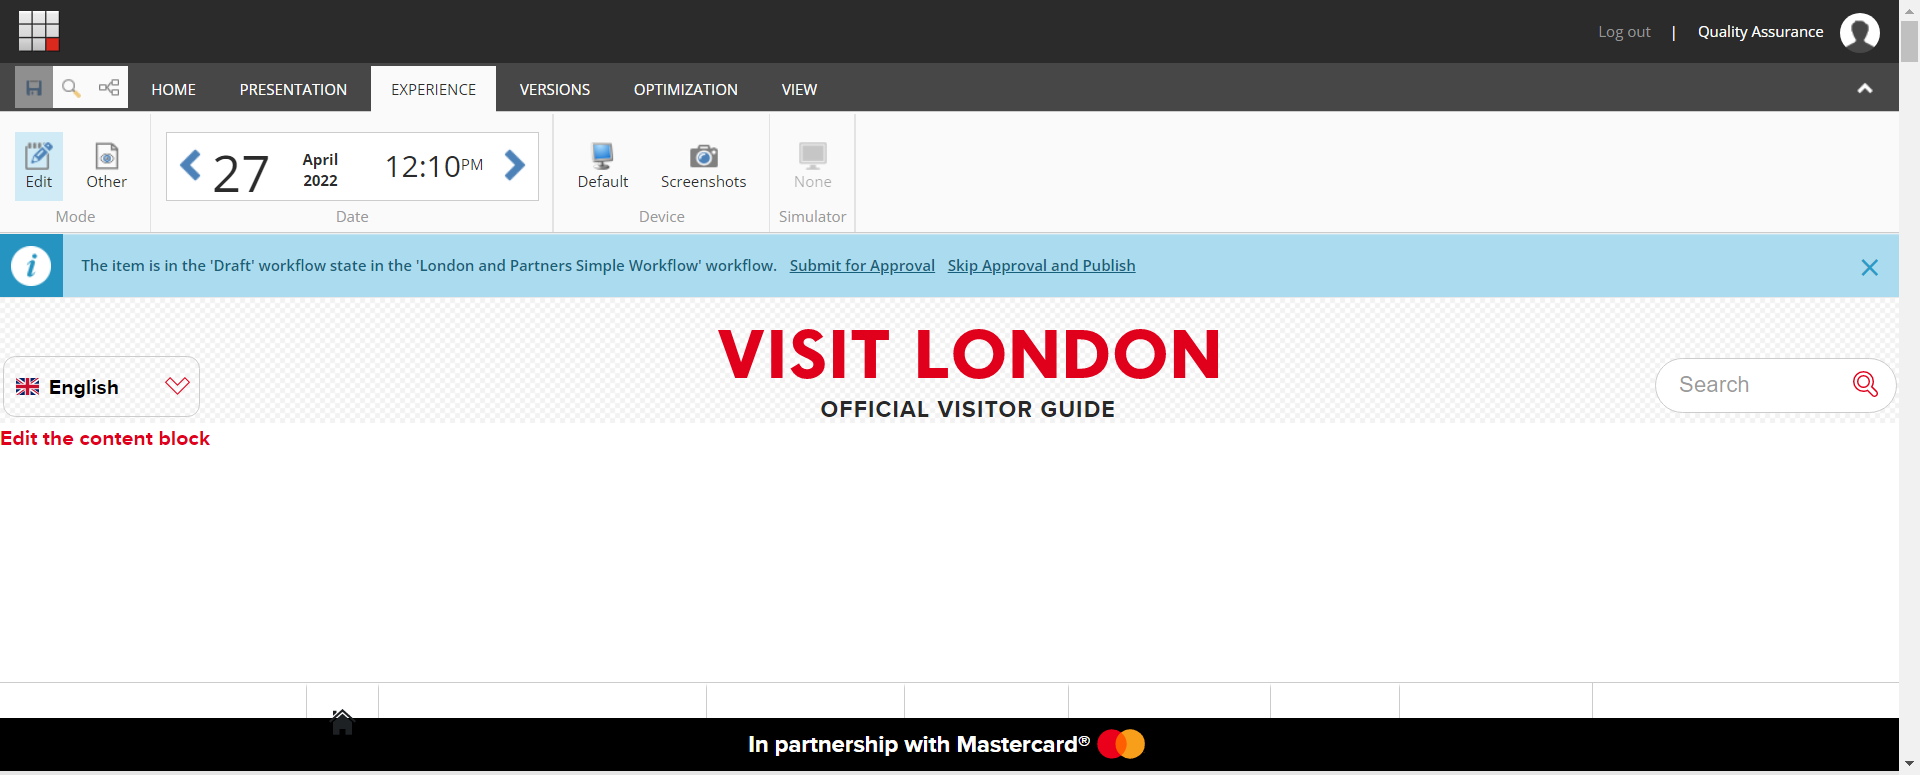 Log out | Quality Assurance
HOME PRESENTATION EXPERIENCE VERSIONS OPTIMIZATION VIEW
Edit Other
Mode
27 April 2022 12:10PM
Date
Default Screenshots
Device
None
Simulator
The item is in the 'Draft' workflow state in the 'London and Partners Simple Workflow' workflow. Submit for Approval Skip Approval and Publish
VISIT LONDON
OFFICIAL VISITOR GUIDE
English
Search
Edit the content block
In partnership with Mastercard®